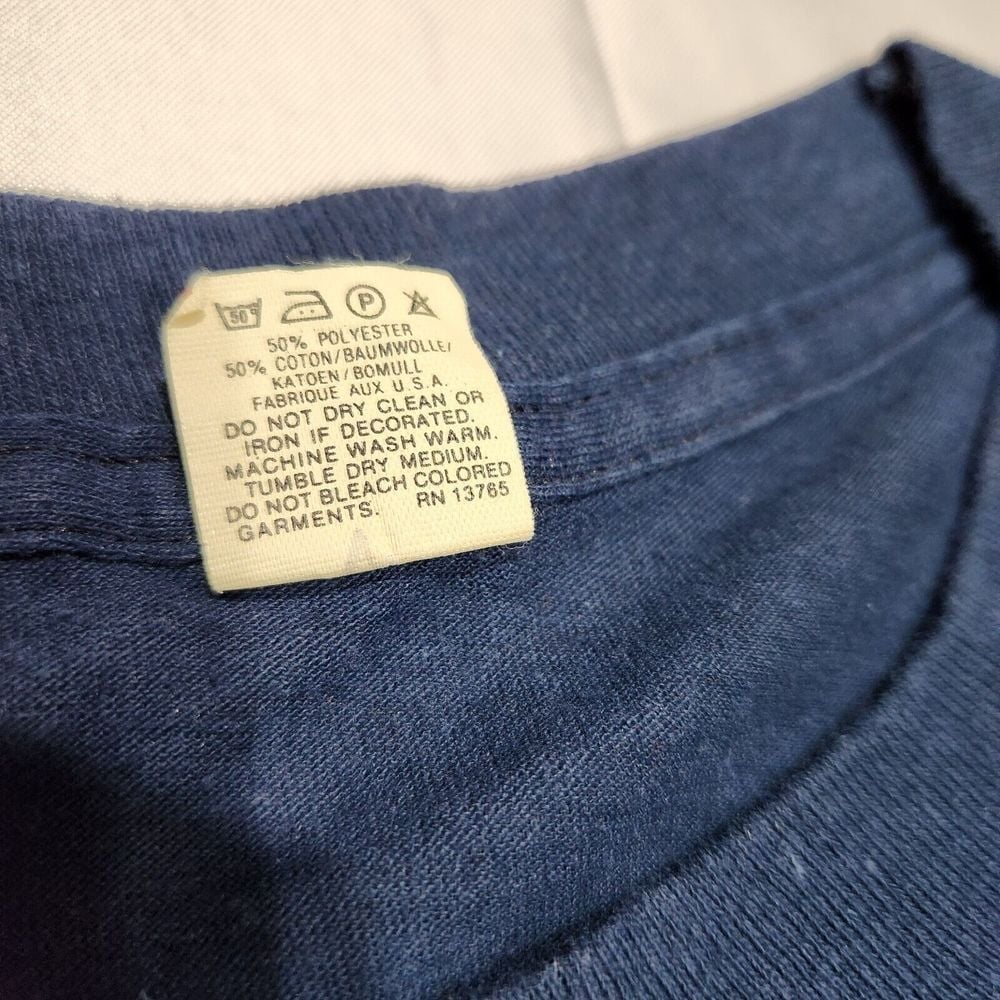 50° P A
50% POLYESTER
50% COTON/BAUMWOLLE/
KATOEN/BOMULL
FABRIQUE AUX U.S.A.
DO NOT DRY CLEAN OR
IRON IF DECORATED.
MACHINE WASH WARM.
TUMBLE DRY MEDIUM.
DO NOT BLEACH COLORED
GARMENTS. RN 13765